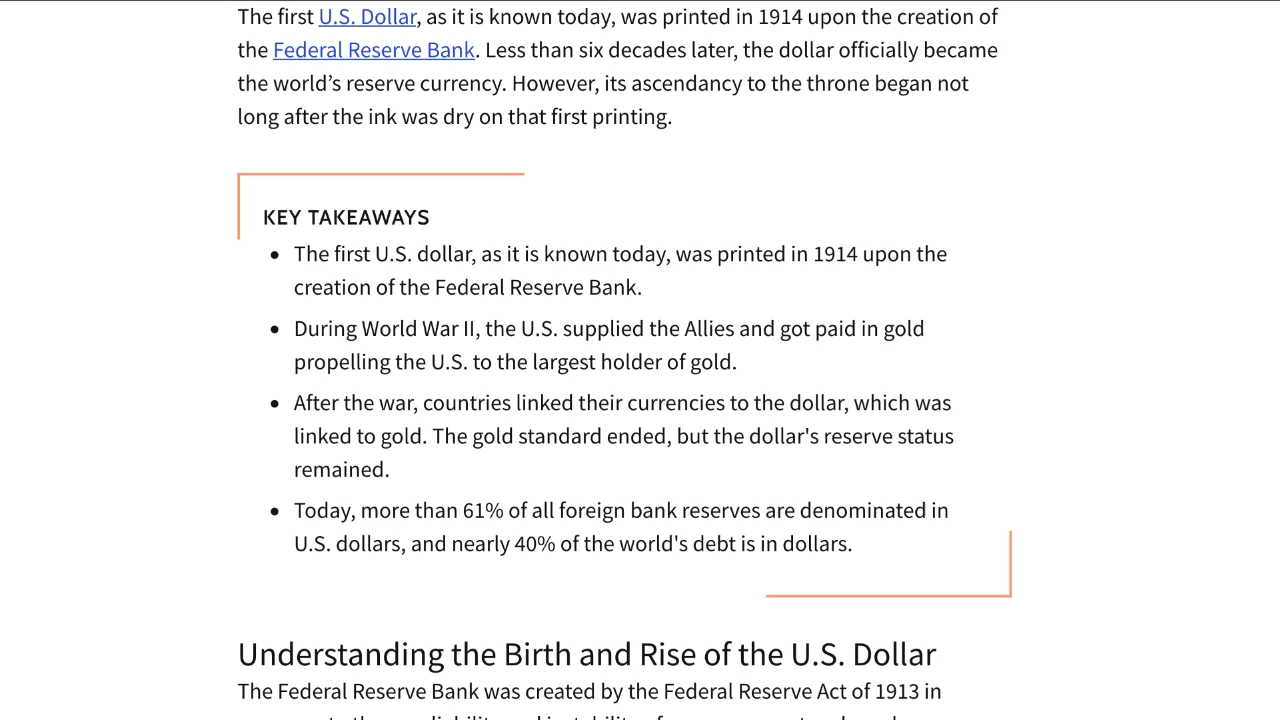 The first U.S. Dollar, as it is known today, was printed in 1914 upon the creation of
the Federal Reserve Bank. Less than six decades later, the dollar officially became
the world’s reserve currency. However, its ascendancy to the throne began not
long after the ink was dry on that first printing.
KEY TAKEAWAYS
• The first U.S. dollar, as it is known today, was printed in 1914 upon the
creation of the Federal Reserve Bank.
• During World War II, the U.S. supplied the Allies and got paid in gold
propelling the U.S. to the largest holder of gold.
• After the war, countries linked their currencies to the dollar, which was
linked to gold. The gold standard ended, but the dollar's reserve status
remained.
• Today, more than 61% of all foreign bank reserves are denominated in
U.S. dollars, and nearly 40% of the world's debt is in dollars.
Understanding the Birth and Rise of the U.S. Dollar
The Federal Reserve Bank was created by the Federal Reserve Act of 1913 in